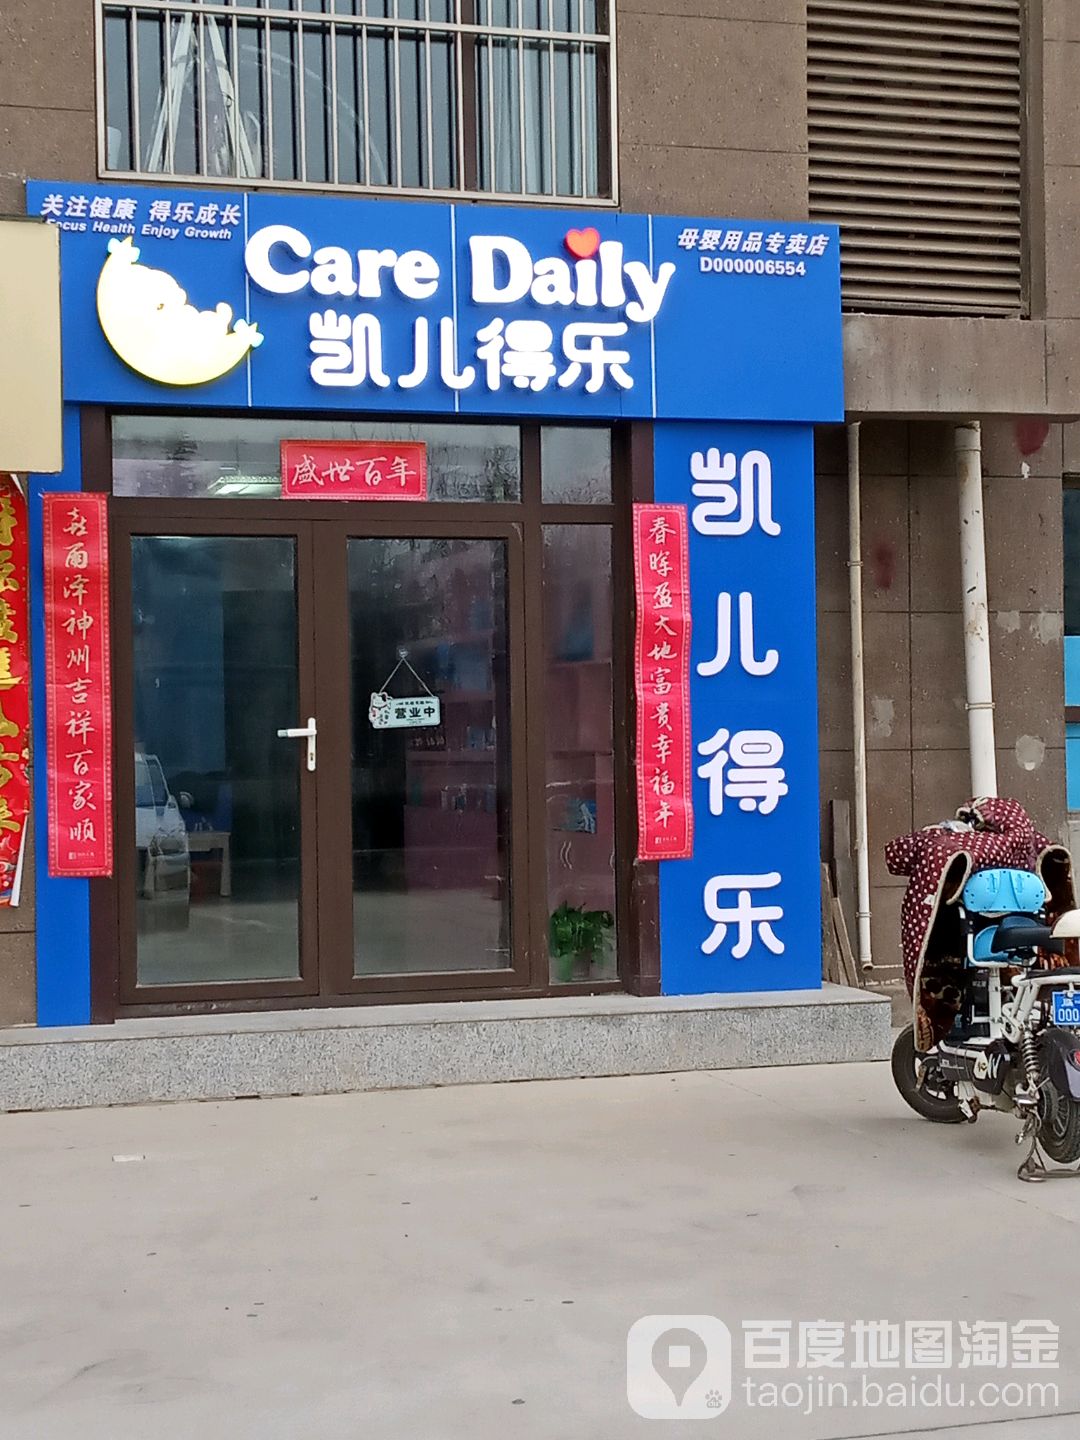 关注健康 得乐成长
Focus Health Enjoy Growth
Care Daily
凯儿得乐
母婴用品专卖店
D000006554
盛世百年
喜雨泽神州吉祥百家顺
春晖盈大地富贵幸福年
凯儿得乐
营业中
000
百度地图淘金
taojin.baidu.com